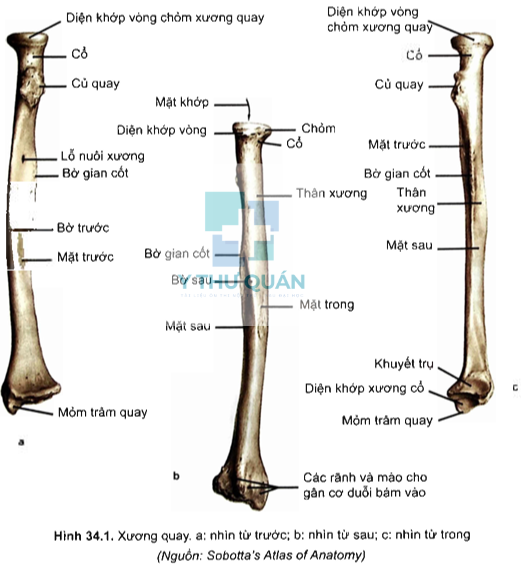 Diện khớp vòng chỏm xương quay
Cổ
Củ quay
Lỗ nuôi xương
Bờ gian cốt
Bờ trước
Mặt trước
Mỏm trâm quay
a
Mặt khớp
Diện khớp vòng
Chỏm
Cổ
Thân xương
Bờ gian cốt
Bờ sau
Mặt trong
Mặt sau
Y THƯ QUÁN
b
Các rãnh và mào cho
gân cơ duỗi bám vào
Diện khớp vòng
chỏm xương quay
Cổ
Củ quay
Mặt trước
Bờ gian cốt
Thân
xương
Mặt sau
Khuyết trụ
Diện khớp xương cổ
Mỏm trâm quay
c
Hình 34.1. Xương quay. a: nhìn từ trước; b: nhìn từ sau; c: nhìn từ trong
(Nguồn: Sobotta's Atlas of Anatomy)